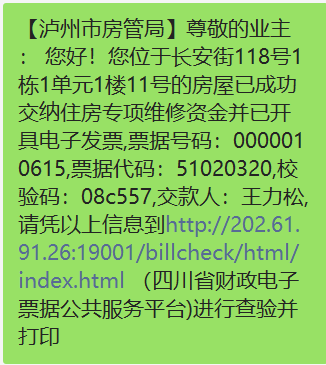 【泸州市房管局】尊敬的业主
： 您好！您位于长安街118号1
栋1单元1楼11号的房屋已成功
交纳住房专项维修资金并已开
具电子发票,票据号码：000001
0615,票据代码：51020320,校
验码：08c557,交款人：王力松,
请凭以上信息到http://202.61.
91.26:19001/billcheck/html/
index.html （四川省财政电子
票据公共服务平台)进行查验并
打印